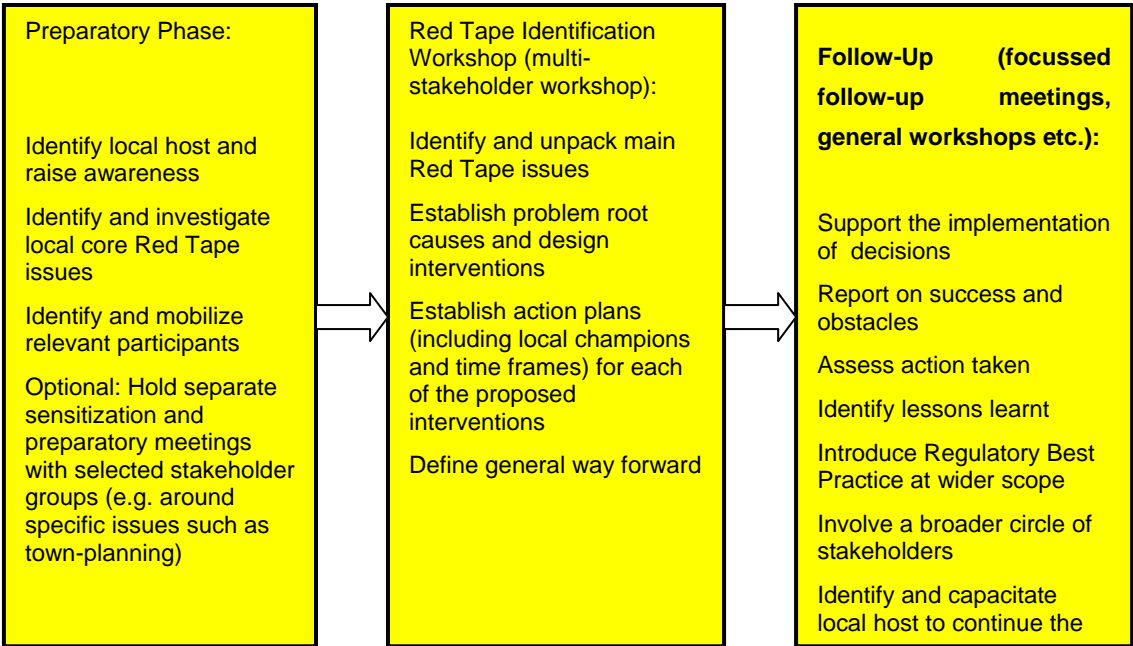 Preparatory Phase:
Identify local host and
raise awareness
Identify and investigate
local core Red Tape
issues
Identify and mobilize
relevant participants
Optional: Hold separate
sensitization and
preparatory meetings
with selected stakeholder
groups (e.g. around
specific issues such as
town-planning)
Red Tape Identification
Workshop (multi-
stakeholder workshop):
Identify and unpack main
Red Tape issues
Establish problem root
causes and design
interventions
Establish action plans
(including local champions
and time frames) for each
of the proposed
interventions
Define general way forward
Follow-Up (focussed
follow-up meetings,
general workshops etc.):
Support the implementation
of decisions
Report on success and
obstacles
Assess action taken
Identify lessons learnt
Introduce Regulatory Best
Practice at wider scope
Involve a broader circle of
stakeholders
Identify and capacitate
local host to continue the